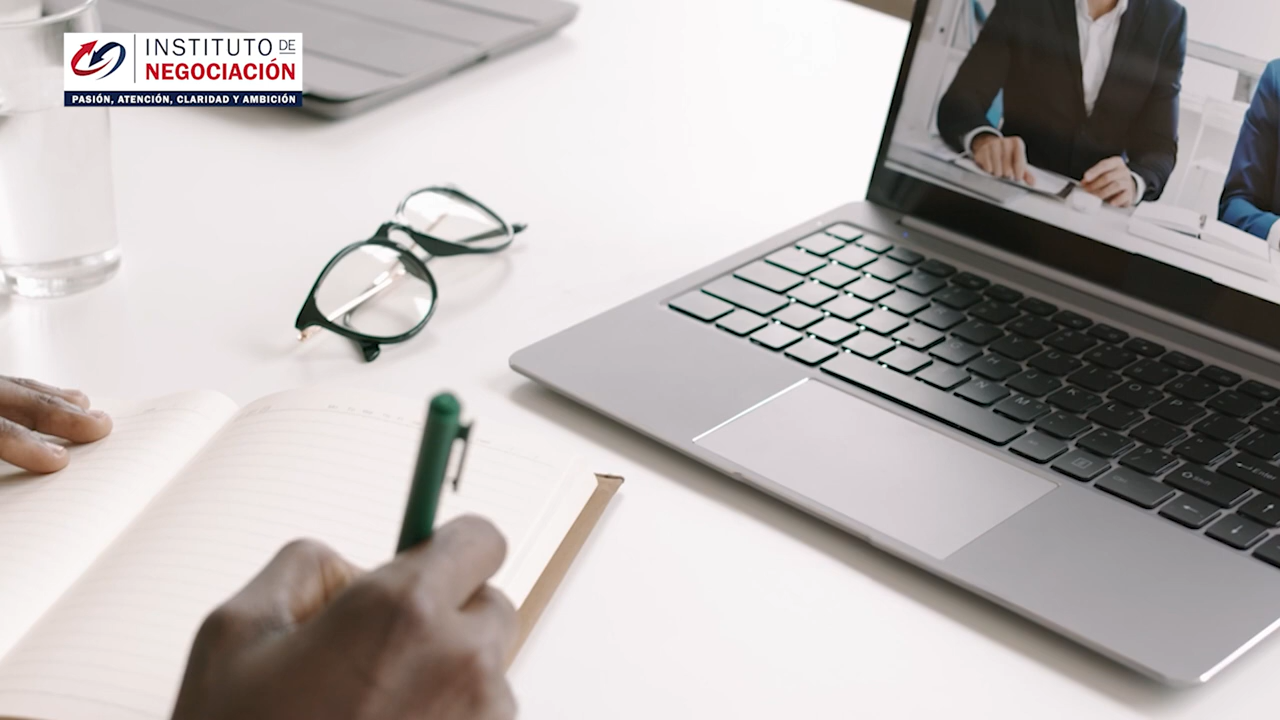 INSTITUTO DE
NEGOCIACIÓN
PASIÓN, ATENCIÓN, CLARIDAD Y AMBICIÓN